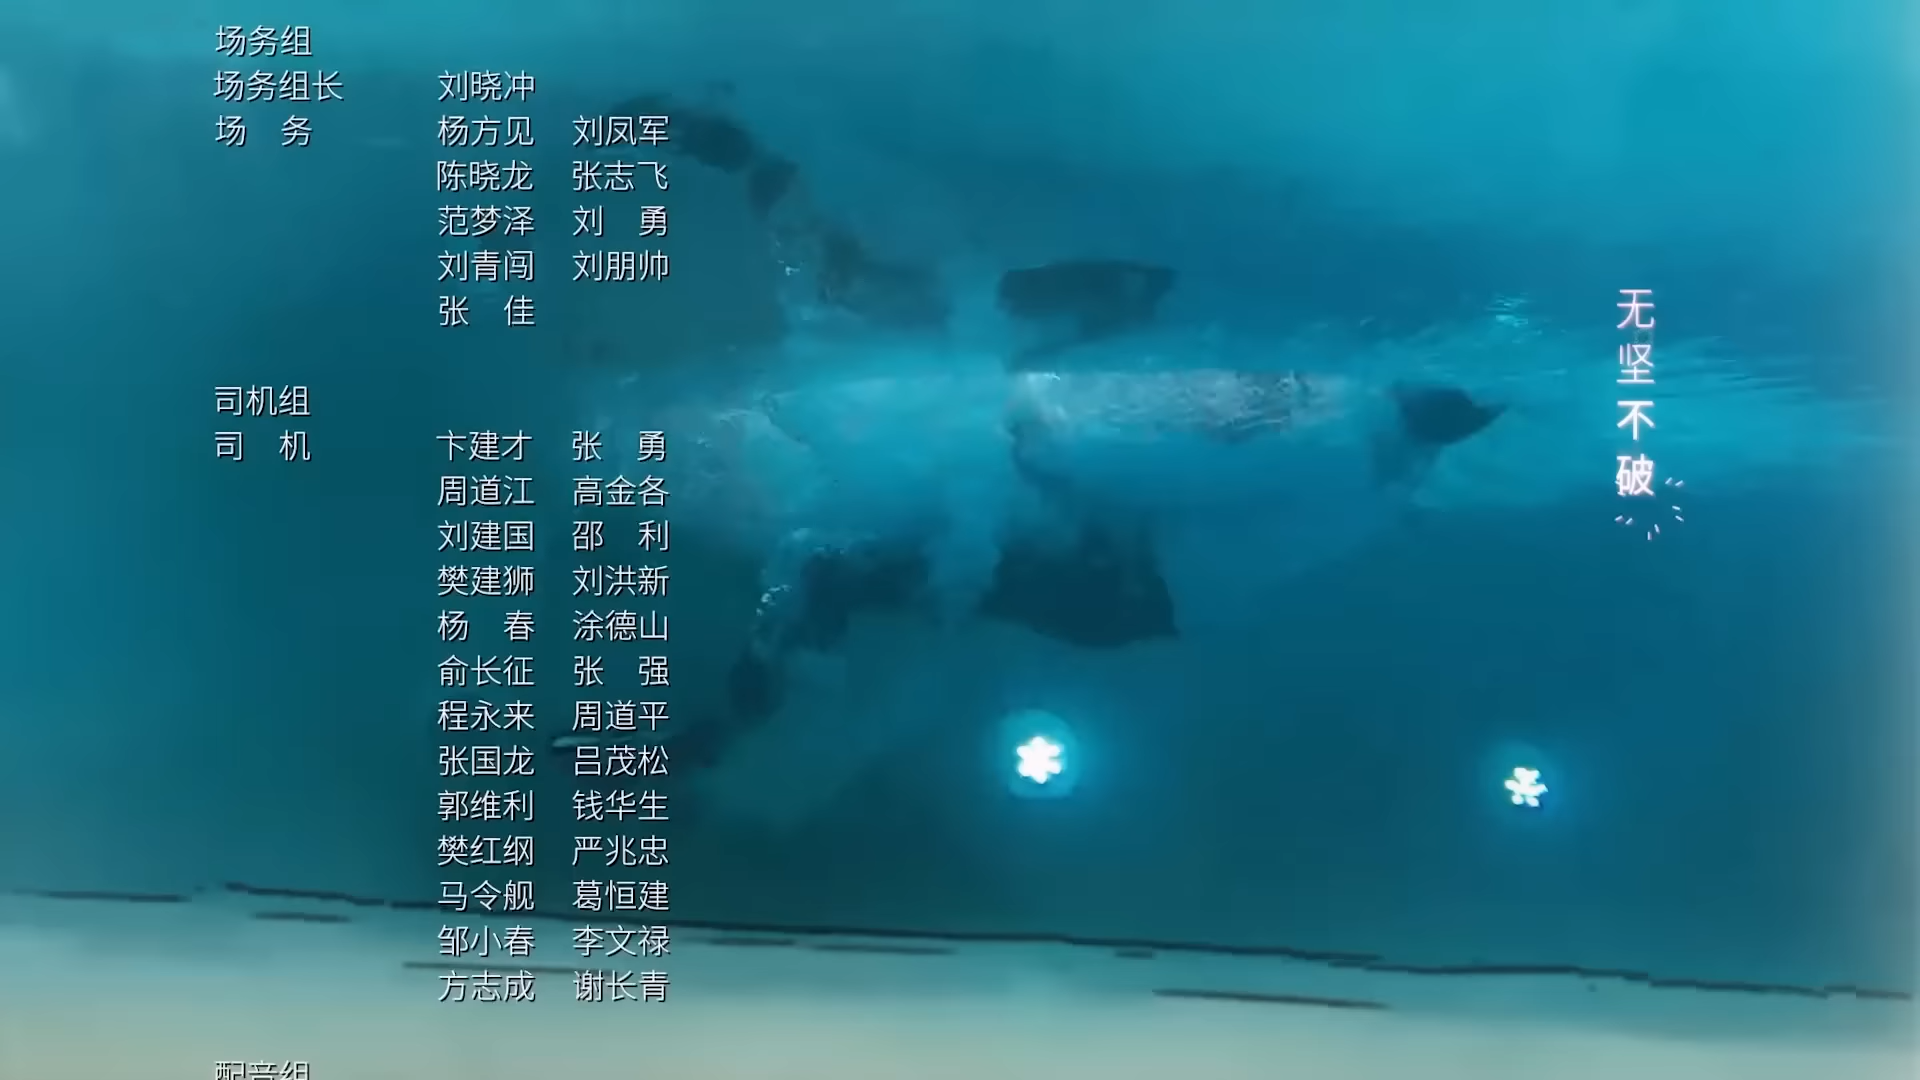 场务组
场务组长 刘晓冲
场 务 杨方见 刘凤军
陈晓龙 张志飞
范梦泽 刘 勇
刘青闯 刘朋帅
张 佳
司机组
司 机 卞建才 张 勇
周道江 高金各
刘建国 邵 利
樊建狮 刘洪新
杨 春 涂德山
俞长征 张 强
程永来 周道平
张国龙 吕茂松
郭维利 钱华生
樊红纲 严兆忠
马令舰 葛恒建
邹小春 李文禄
方志成 谢长青
配音组
无坚不破